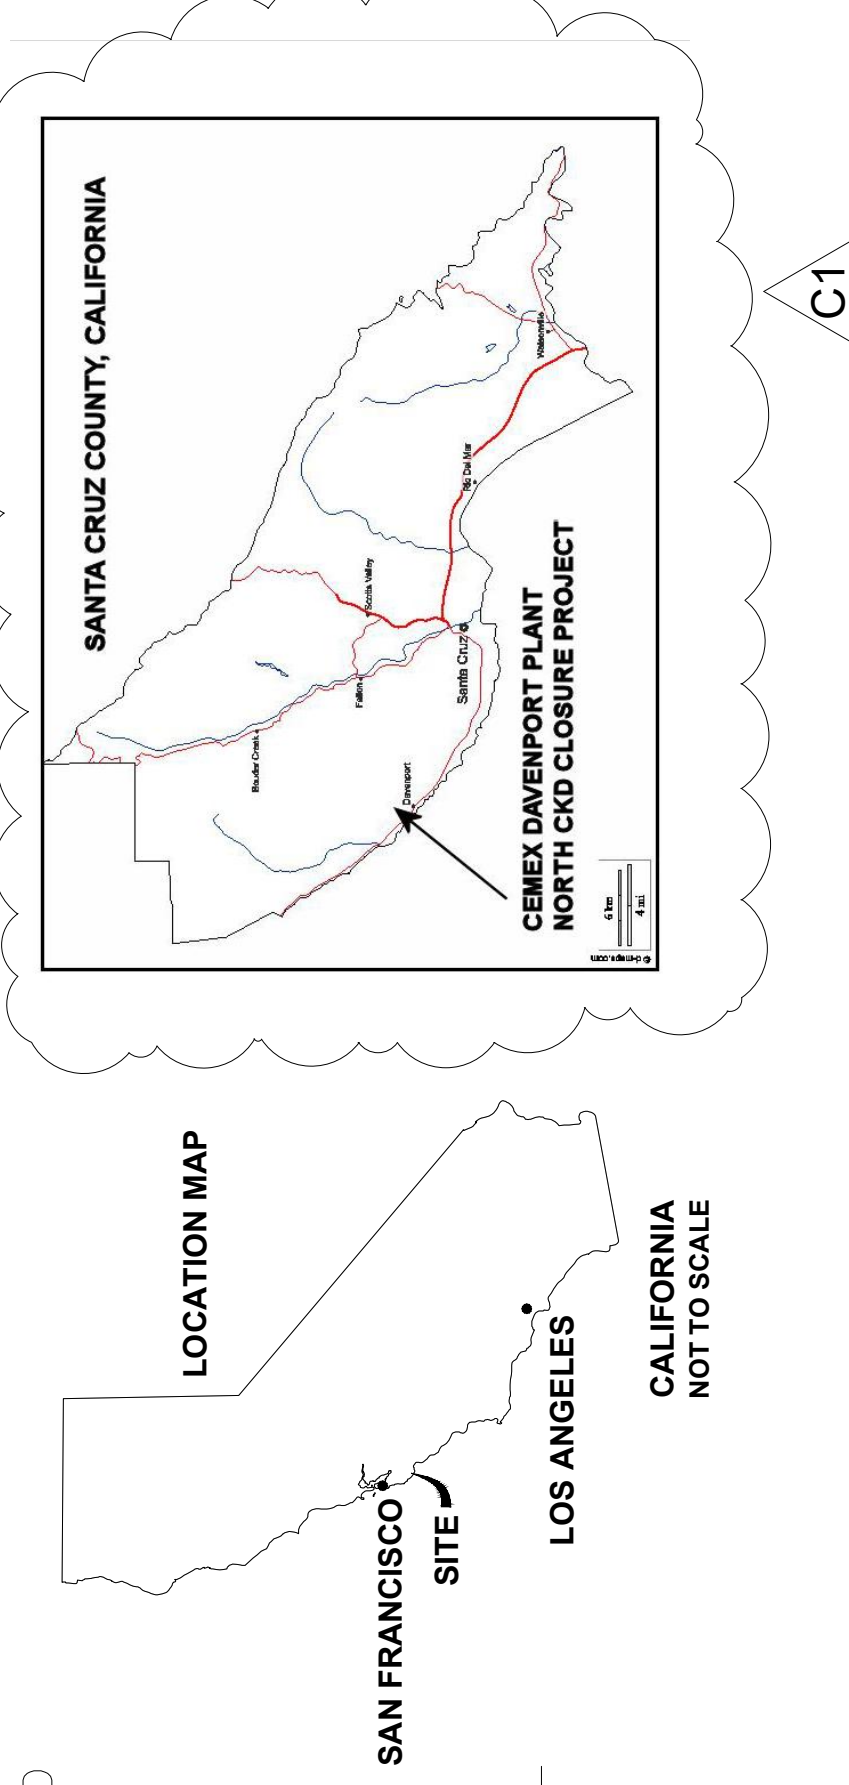 SANTA CRUZ COUNTY, CALIFORNIA
Watsonville
Rio Del Mar
Scotts Valley
Felton
Santa Cruz
Bouder Creek
Davenport
CEMEX DAVENPORT PLANT
NORTH CKD CLOSURE PROJECT
6 km
4 mi
© d-maps.com
C1
LOCATION MAP
SAN FRANCISCO
SITE
LOS ANGELES
CALIFORNIA
NOT TO SCALE